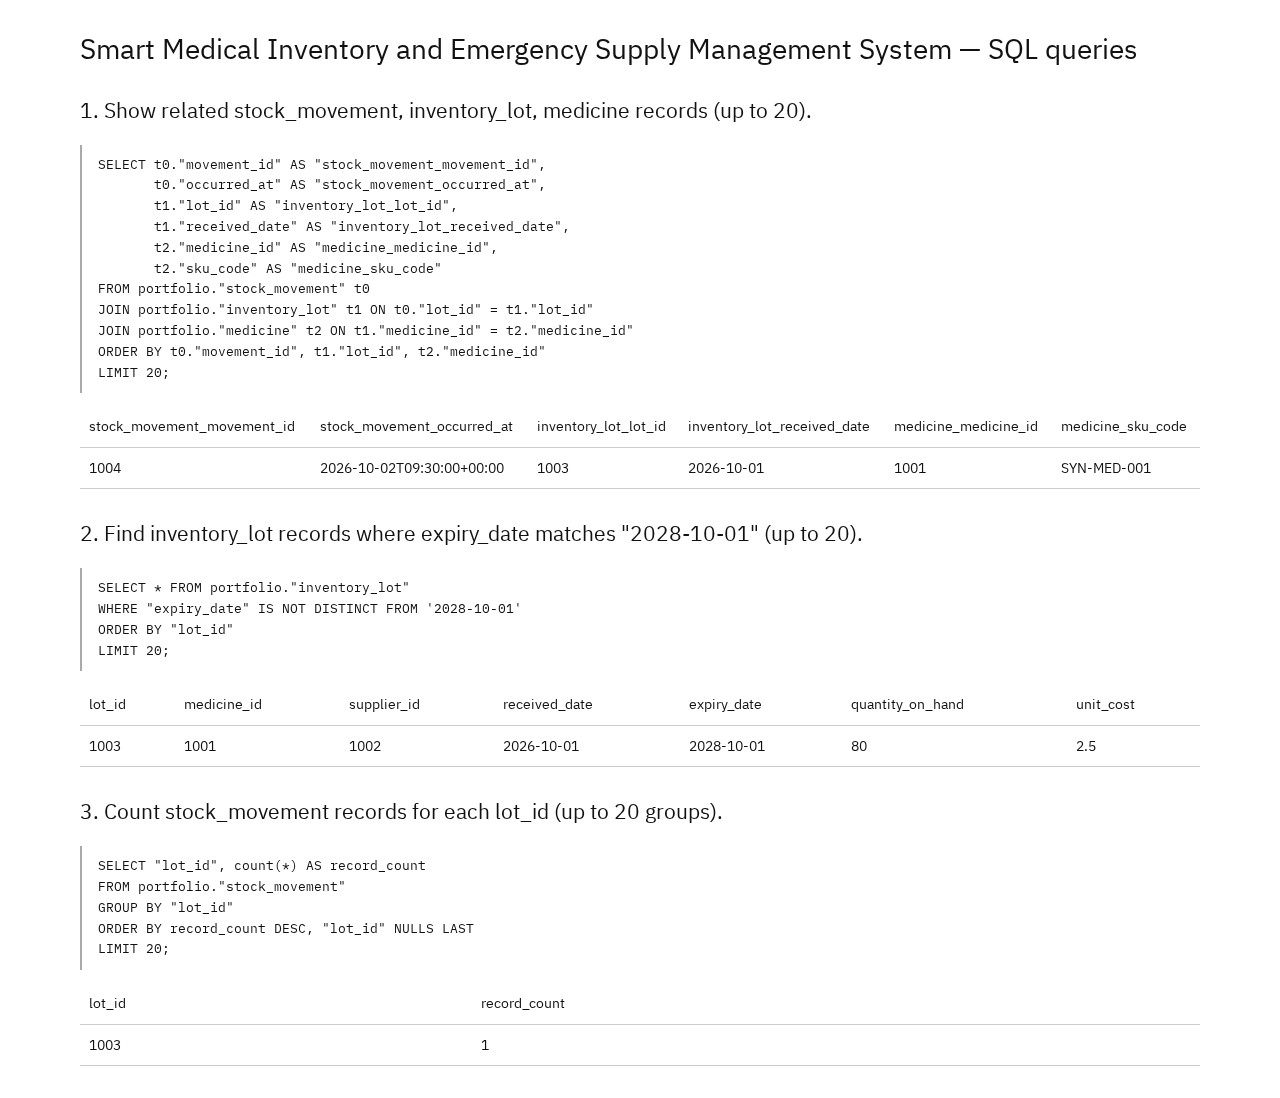 Smart Medical Inventory and Emergency Supply Management System — SQL queries
1. Show related stock_movement, inventory_lot, medicine records (up to 20).
SELECT t0."movement_id" AS "stock_movement_movement_id",
       t0."occurred_at" AS "stock_movement_occurred_at",
       t1."lot_id" AS "inventory_lot_lot_id",
       t1."received_date" AS "inventory_lot_received_date",
       t2."medicine_id" AS "medicine_medicine_id",
       t2."sku_code" AS "medicine_sku_code"
FROM portfolio."stock_movement" t0
JOIN portfolio."inventory_lot" t1 ON t0."lot_id" = t1."lot_id"
JOIN portfolio."medicine" t2 ON t1."medicine_id" = t2."medicine_id"
ORDER BY t0."movement_id", t1."lot_id", t2."medicine_id"
LIMIT 20;
stock_movement_movement_id stock_movement_occurred_at inventory_lot_lot_id inventory_lot_received_date medicine_medicine_id medicine_sku_code
1004 2026-10-02T09:30:00+00:00 1003 2026-10-01 1001 SYN-MED-001
2. Find inventory_lot records where expiry_date matches "2028-10-01" (up to 20).
SELECT * FROM portfolio."inventory_lot"
WHERE "expiry_date" IS NOT DISTINCT FROM '2028-10-01'
ORDER BY "lot_id"
LIMIT 20;
lot_id medicine_id supplier_id received_date expiry_date quantity_on_hand unit_cost
1003 1001 1002 2026-10-01 2028-10-01 80 2.5
3. Count stock_movement records for each lot_id (up to 20 groups).
SELECT "lot_id", count(*) AS record_count
FROM portfolio."stock_movement"
GROUP BY "lot_id"
ORDER BY record_count DESC, "lot_id" NULLS LAST
LIMIT 20;
lot_id record_count
1003 1